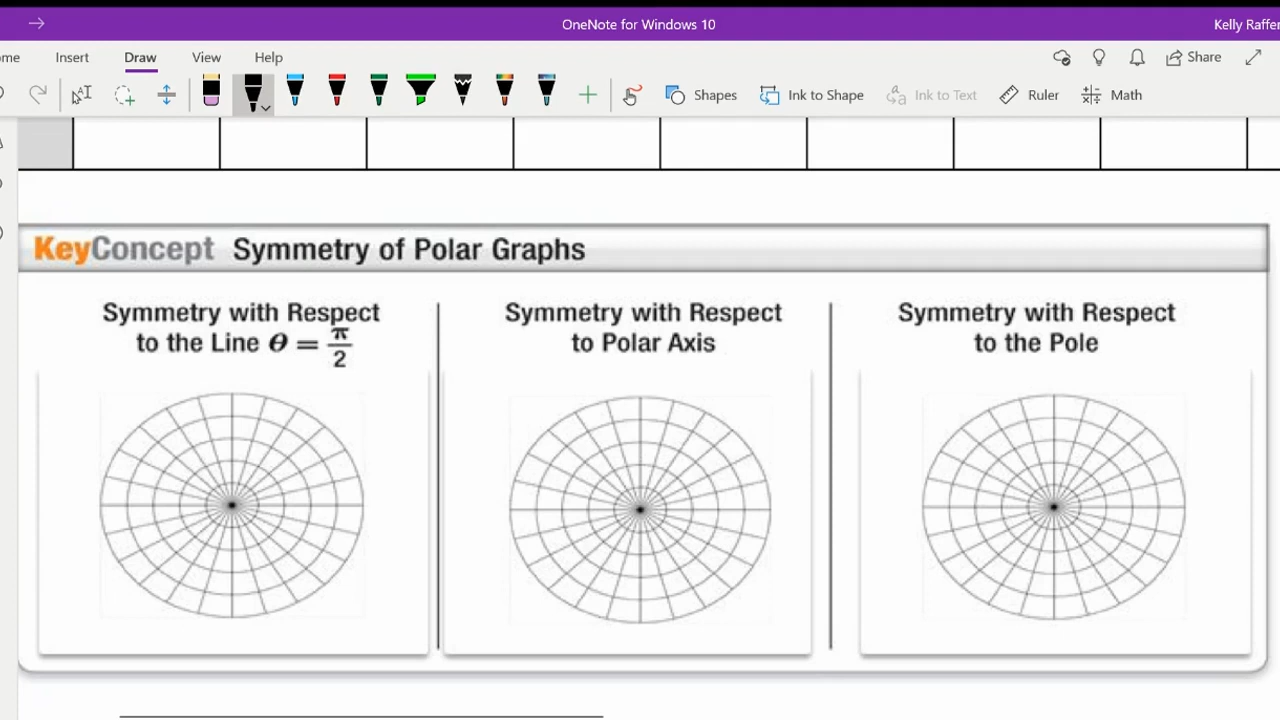 OneNote for Windows 10
Kelly Raffer
ome Insert Draw View Help
Share
Shapes Ink to Shape Ink to Text Ruler Math
KeyConcept Symmetry of Polar Graphs
Symmetry with Respect
to the Line θ = π/2
Symmetry with Respect
to Polar Axis
Symmetry with Respect
to the Pole